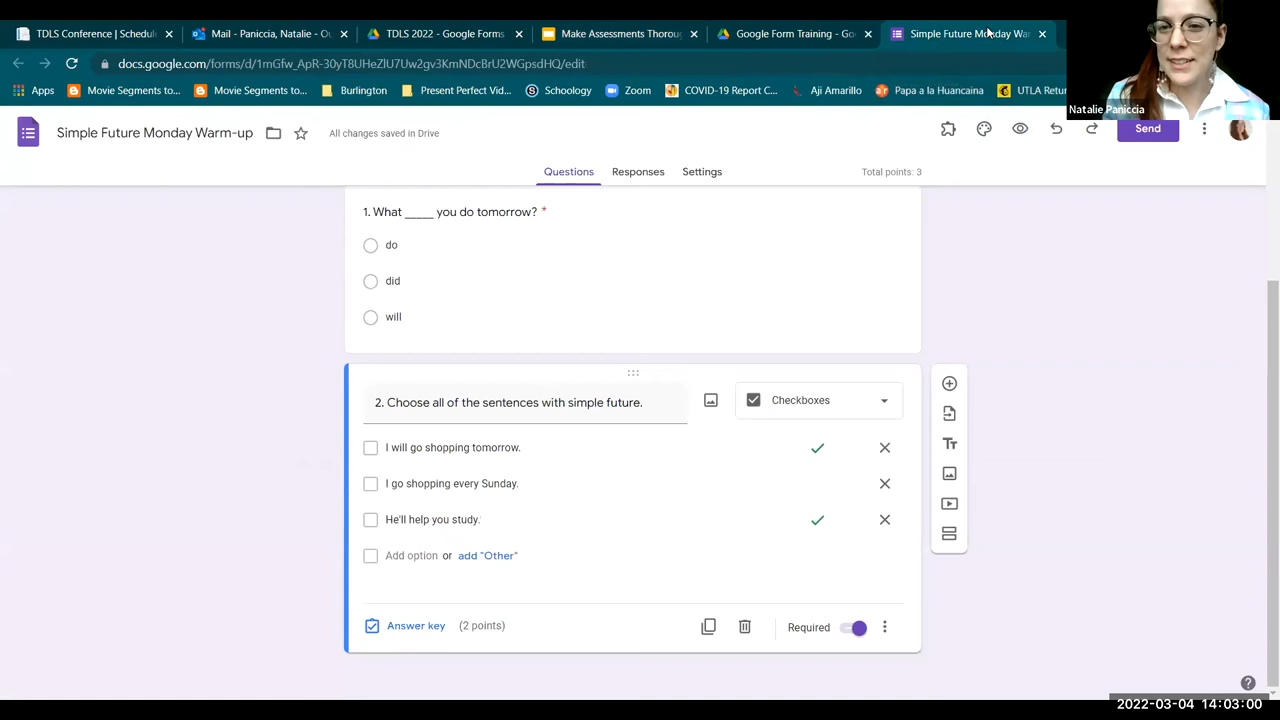 TDLS Conference | Schedul
Mail - Paniccia, Natalie - Ou
TDLS 2022 - Google Forms
Make Assessments Thoroug
Google Form Training - Goo
Simple Future Monday War
docs.google.com/forms/d/1mGfw_ApR-30yT8UHeZlU7Uw2gv3KmNDcBrU2WGpsdHQ/edit
Apps
Movie Segments to...
Movie Segments to...
Burlington
Present Perfect Vid...
Schoology
Zoom
COVID-19 Report C...
Aji Amarillo
Papa a la Huancaina
UTLA Retur
Natalie Paniccia
Simple Future Monday Warm-up
All changes saved in Drive
Send
Questions
Responses
Settings
Total points: 3
1. What _____ you do tomorrow? *
do
did
will
2. Choose all of the sentences with simple future.
Checkboxes
I will go shopping tomorrow.
I go shopping every Sunday.
He'll help you study.
Add option or add "Other"
Answer key (2 points)
Required
2022-03-04 14:03:00